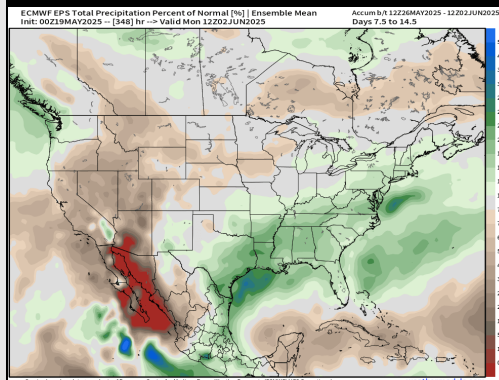 ECMWF EPS Total Precipitation Percent of Normal [%] | Ensemble Mean
Init: 00Z19MAY2025 -- [348] hr --> Valid Mon 12Z02JUN2025
Accum b/t 12Z26MAY2025 - 12Z02JUN2025
Days 7.5 to 14.5